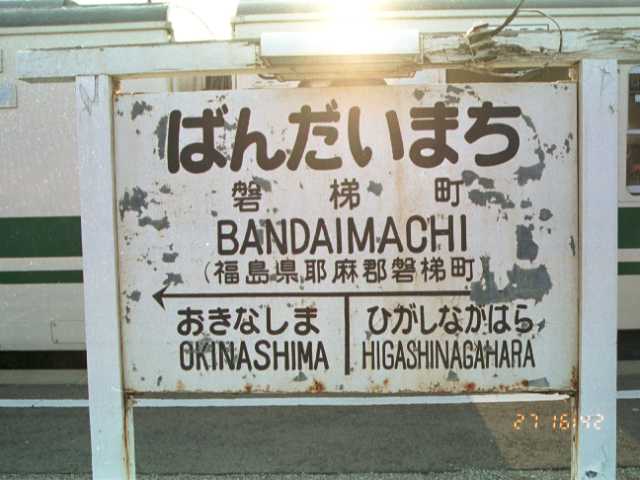 ばんだいまち
磐梯町
BANDAIMACHI
(福島県耶麻郡磐梯町
おきなしま ひがしながはら
OKINASHIMA HIGASHINAGAHARA
27 16:42